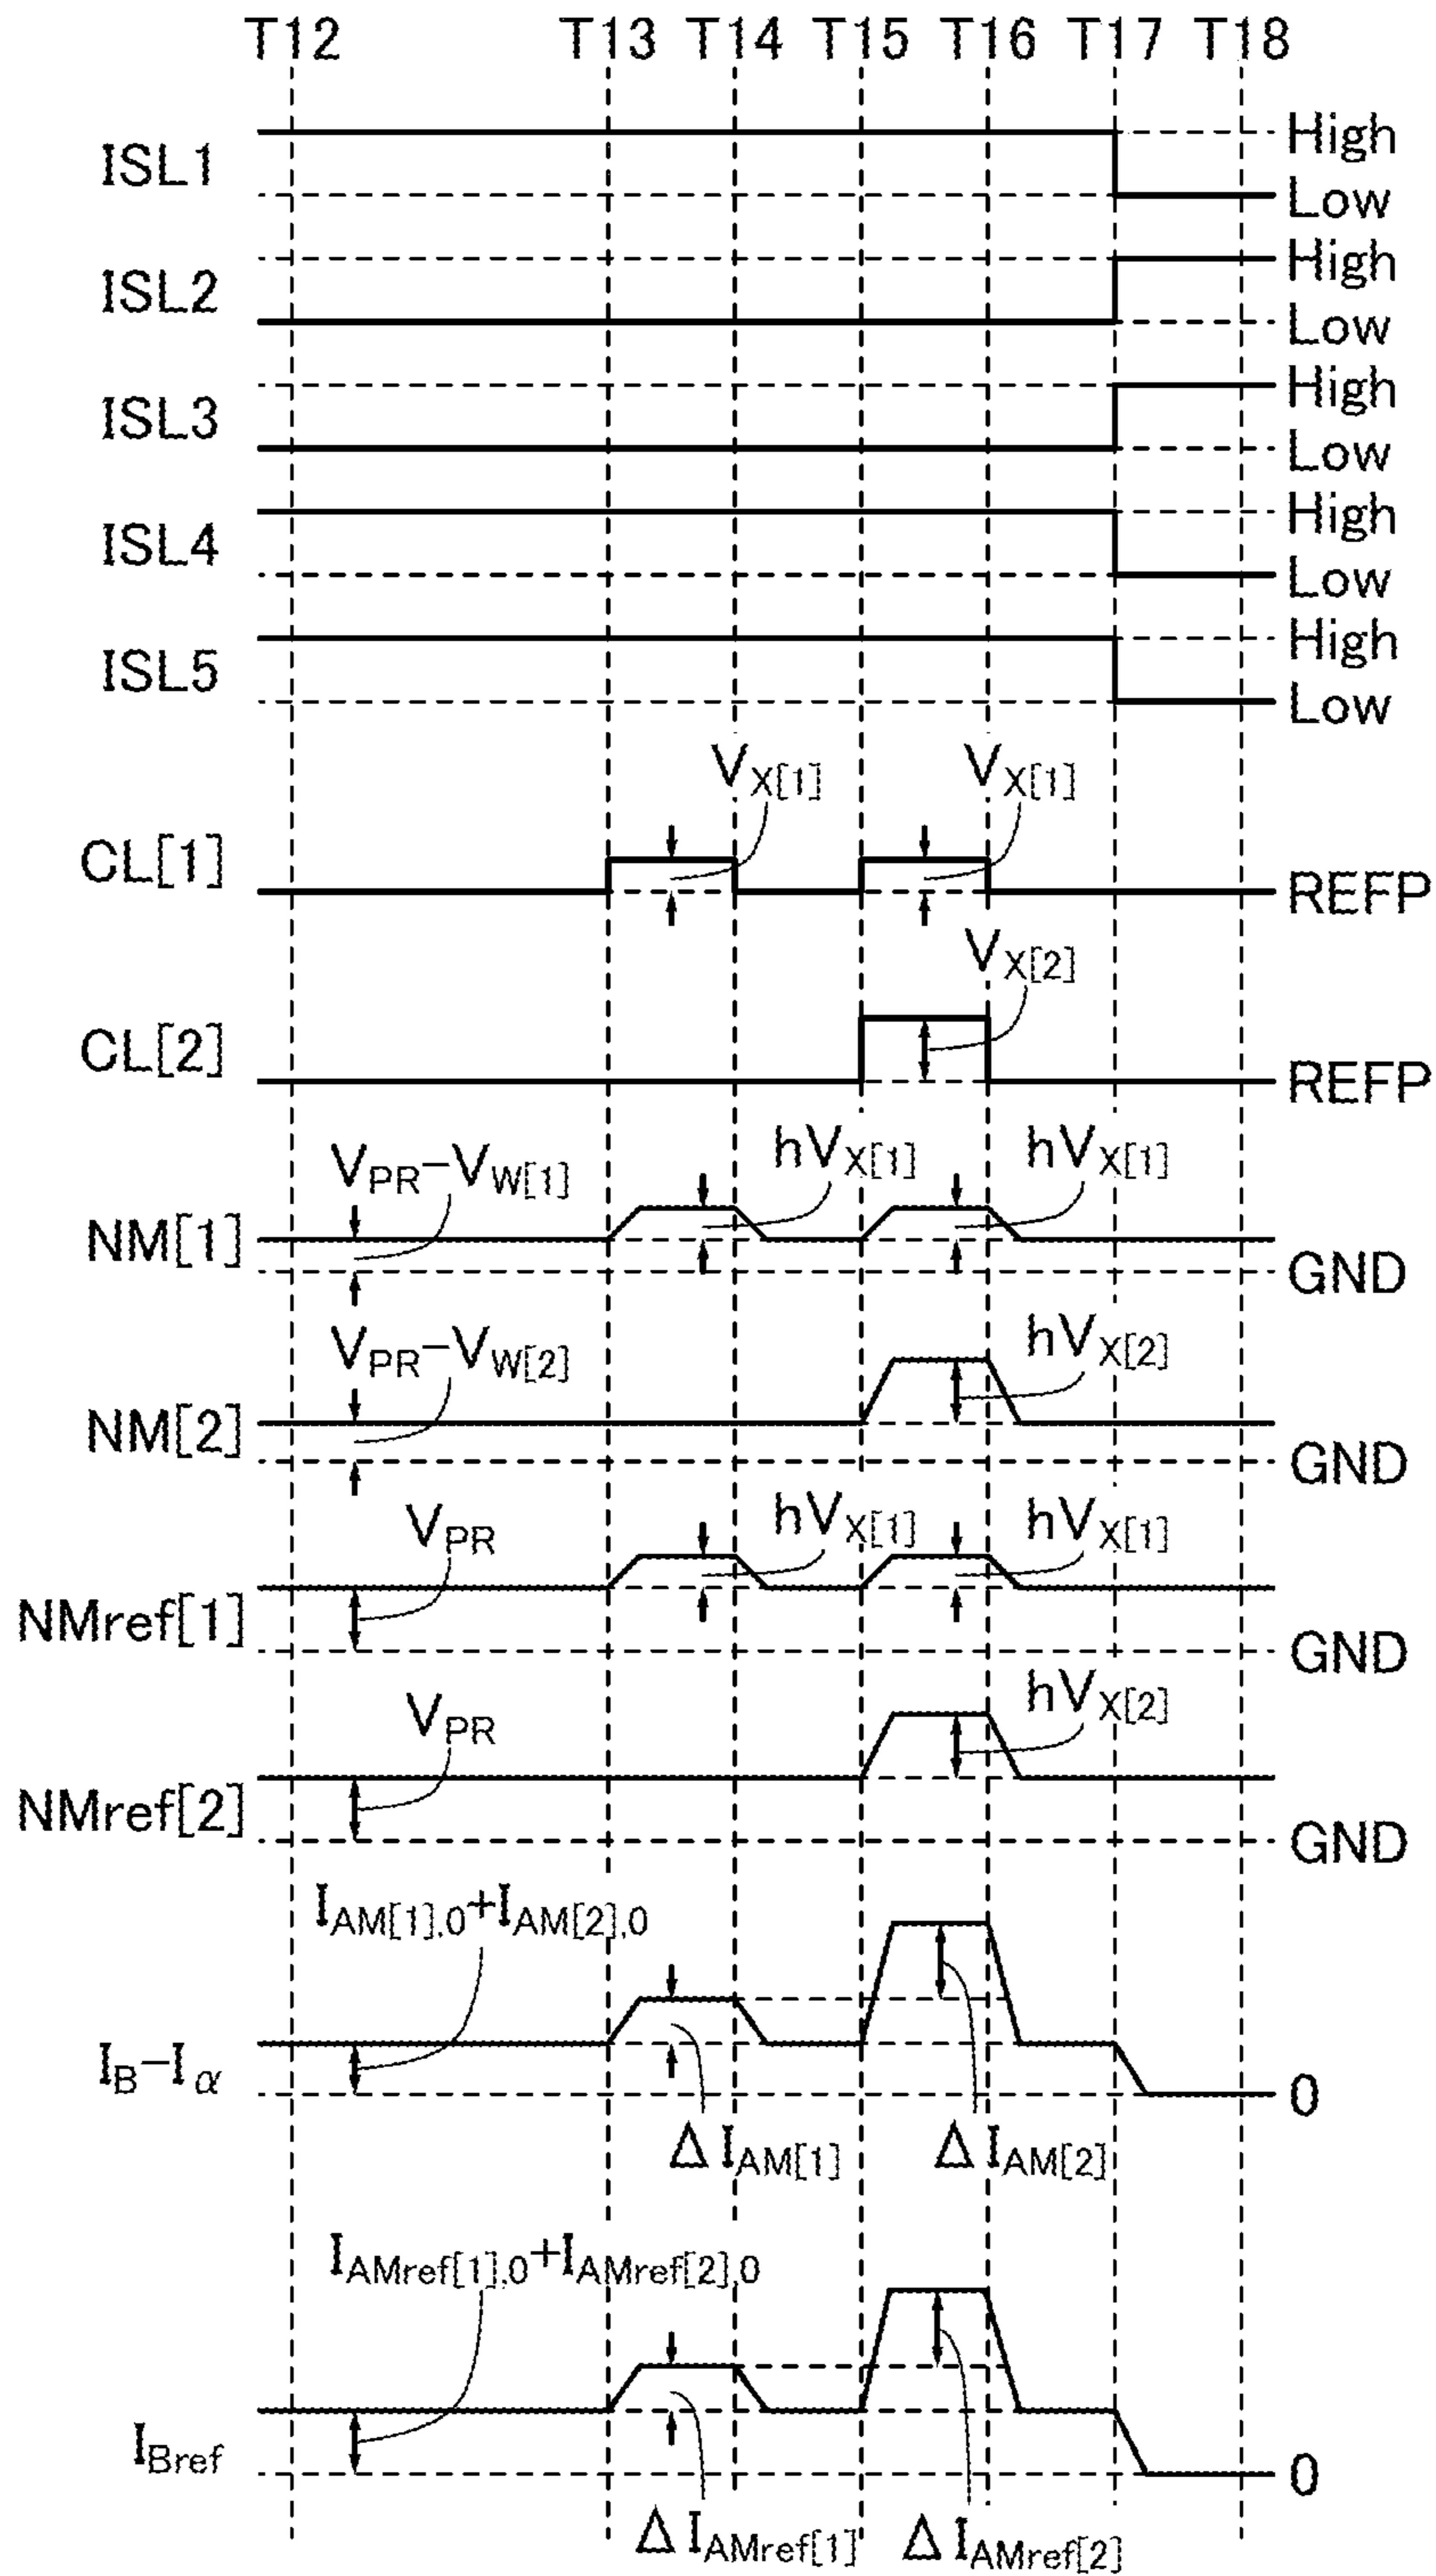 T12 T13 T14 T15 T16 T17 T18
ISL1 High
Low
ISL2 High
Low
ISL3 High
Low
ISL4 High
Low
ISL5 High
Low
VX[1] VX[1]
CL[1] REFP
VX[2]
CL[2] REFP
VPR−VW[1] hVX[1] hVX[1]
NM[1] GND
VPR−VW[2] hVX[2]
NM[2] GND
VPR hVX[1] hVX[1]
NMref[1] GND
VPR hVX[2]
NMref[2] GND
IAM[1],0+IAM[2],0
IB−Iα 0
ΔIAM[1] ΔIAM[2]
IAMref[1],0+IAMref[2],0
IBref 0
ΔIAMref[1] ΔIAMref[2]